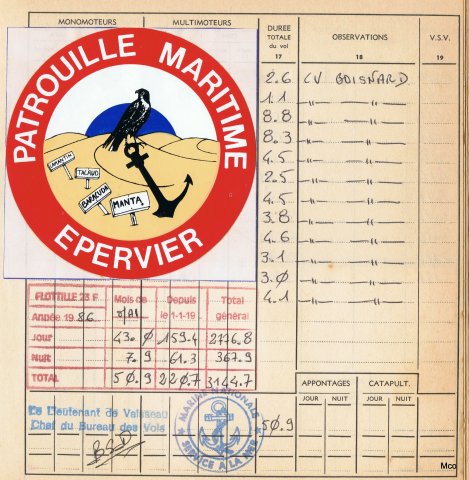 MONOMOTEURS MULTIMOTEURS DUREE TOTALE du vol OBSERVATIONS V.S.V.
17 18 19
PATROUILLE MARITIME
LAMANTIN
TACAUD
BARMUDA
MANTA
EPERVIER
2.6 CV BOISNARD
1.1 —"— —"—
8.8 —"— —"—
8.3 —"— —"—
4.5 —"— —"—
2.5 —"— —"—
4.5 —"— —"—
3.8 —"— —"—
4.6 —"— —"—
3.1 —"— —"—
3.0 —"— —"—
4.1 —"— —"—
FLOTTILLE 23 F Mois de Depuis Total
Année 1986 MAI le 1-1-19 général
Jour 43.0 159.4 2776.8
Nuit 7.9 61.3 367.9
TOTAL 50.9 220.7 3144.7
APPONTAGES CATAPULT.
JOUR NUIT JOUR NUIT
Le Lieutenant de Vaisseau
Chef du Bureau des Vols
MARINE NATIONALE
SERVICE A LA MER
50.9
Mco